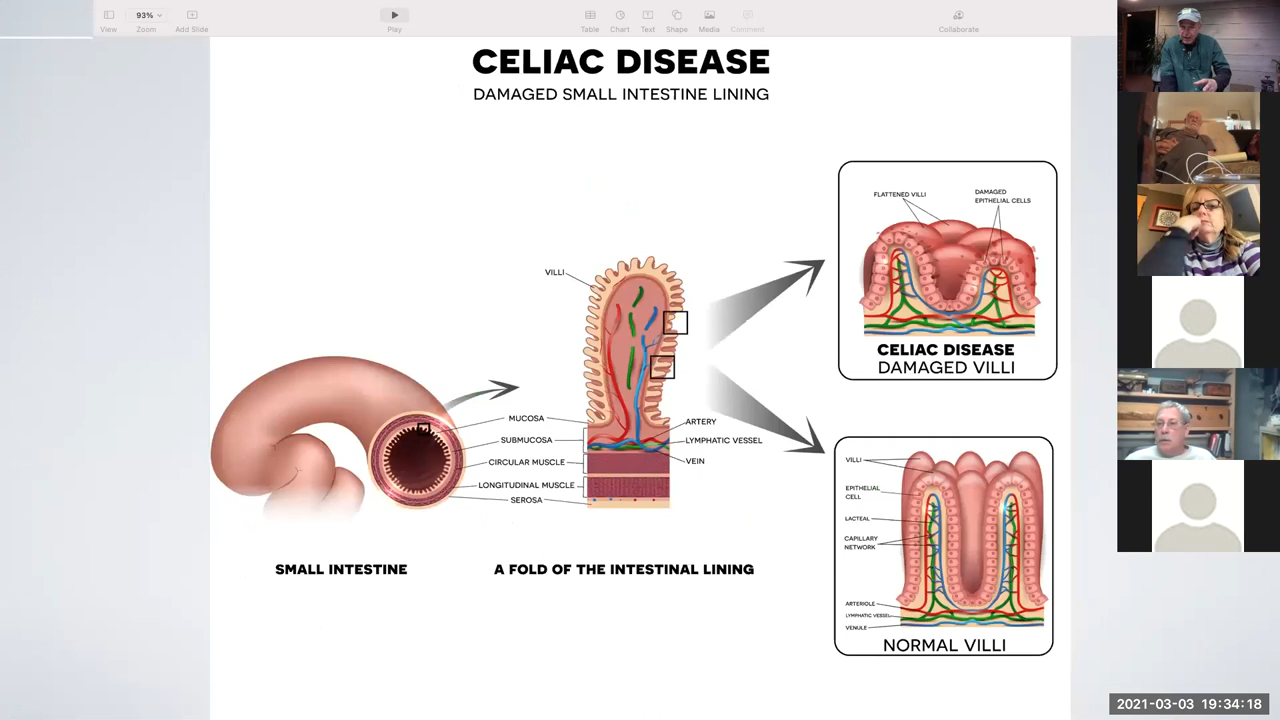 93%
View
Zoom
Add Slide
Play
Table
Chart
Text
Shape
Media
Comment
Collaborate
CELIAC DISEASE
DAMAGED SMALL INTESTINE LINING
FLATTENED VILLI
DAMAGED
EPITHELIAL CELLS
CELIAC DISEASE
DAMAGED VILLI
VILLI
MUCOSA
SUBMUCOSA
CIRCULAR MUSCLE
LONGITUDINAL MUSCLE
SEROSA
ARTERY
LYMPHATIC VESSEL
VEIN
SMALL INTESTINE
A FOLD OF THE INTESTINAL LINING
VILLI
EPITHELIAL
CELL
LACTEAL
CAPILLARY
NETWORK
ARTERIOLE
LYMPHATIC VESSEL
VENULE
NORMAL VILLI
2021-03-03 19:34:18